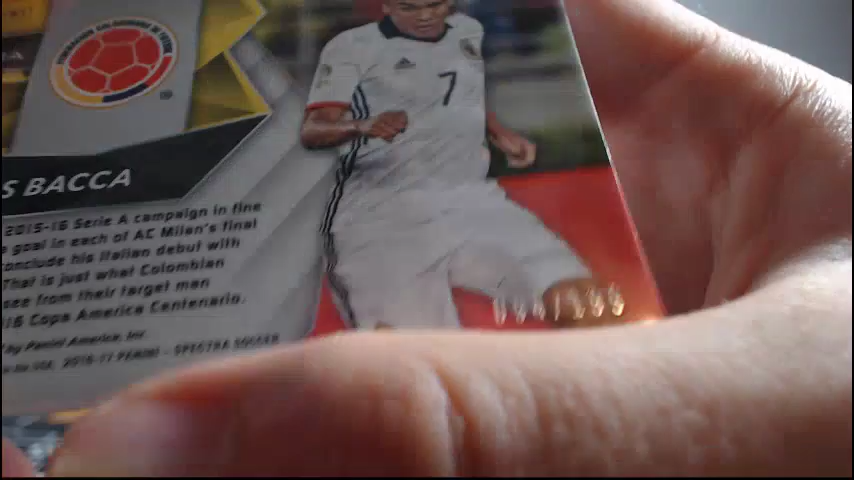 S BACCA
7
2015-16 Serie A campaign in fine
goal in each of AC Milan's final
conclude his Italian debut with
That is just what Colombian
see from their target man
16 Copa America Centenario.
by Panini America, Inc.
2016-17 PANINI - SPECTRA SOCCER